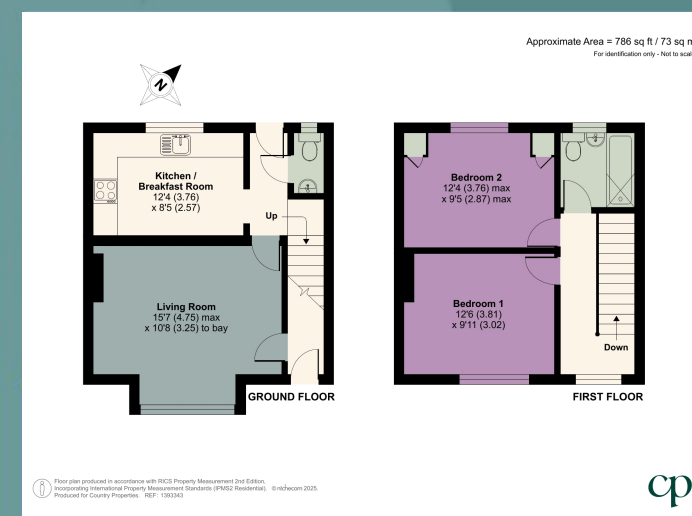 Approximate Area = 786 sq ft / 73 sq m
For identification only - Not to scal
N
Kitchen /
Breakfast Room
12'4 (3.76)
x 8'5 (2.57)
Up
Living Room
15'7 (4.75) max
x 10'8 (3.25) to bay
GROUND FLOOR
Bedroom 2
12'4 (3.76) max
x 9'5 (2.87) max
Bedroom 1
12'6 (3.81)
x 9'11 (3.02)
Down
FIRST FLOOR
Floor plan produced in accordance with RICS Property Measurement 2nd Edition,
Incorporating International Property Measurement Standards (IPMS2 Residential). © nichecom 2025.
Produced for Country Properties. REF: 1393343
cp